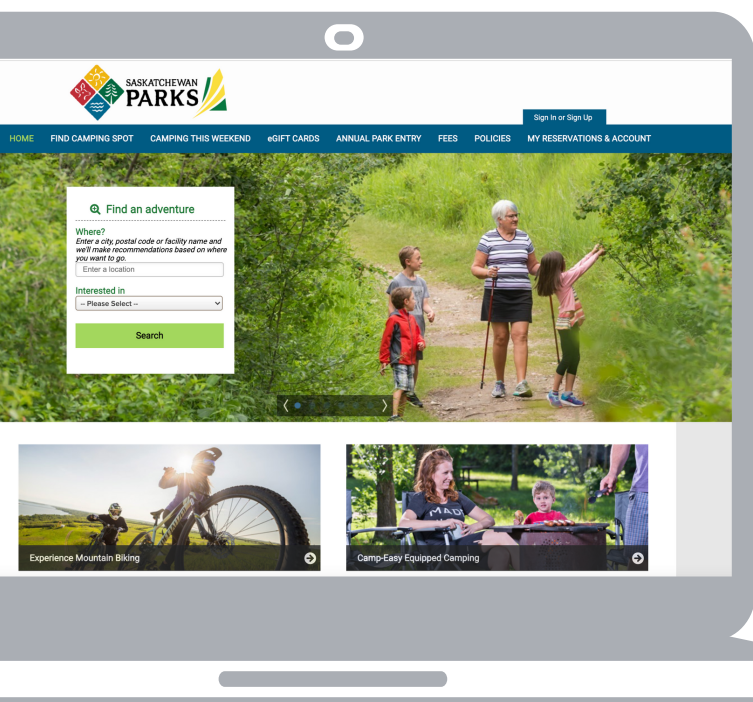 SASKATCHEWAN
PARKS
Sign In or Sign Up
HOME FIND CAMPING SPOT CAMPING THIS WEEKEND eGIFT CARDS ANNUAL PARK ENTRY FEES POLICIES MY RESERVATIONS & ACCOUNT
Find an adventure
Where?
Enter a city, postal code or facility name and
we'll make recommendations based on where
you want to go.
Enter a location
Interested in
-- Please Select --
Search
MADE
Experience Mountain Biking
Camp-Easy Equipped Camping